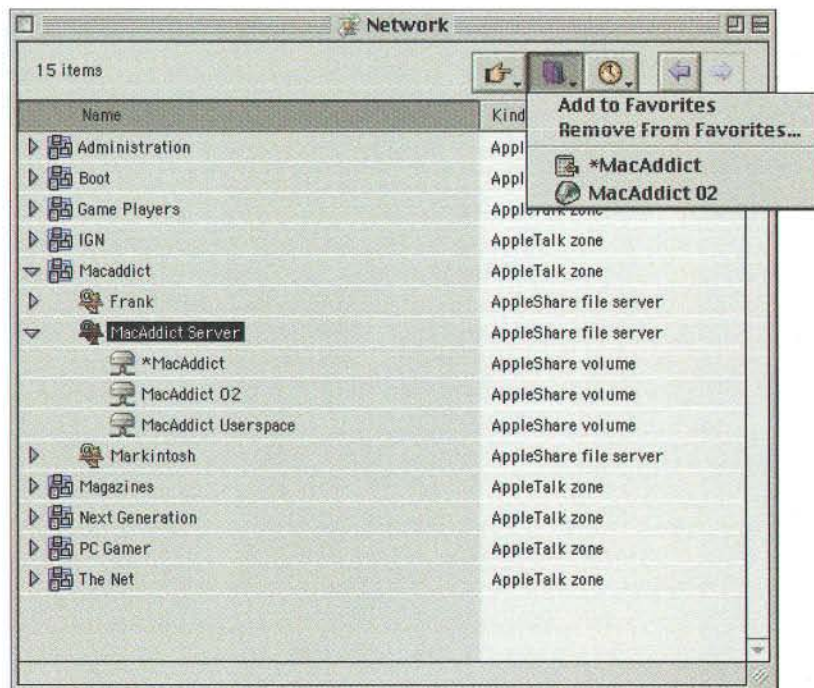 Network
15 items
Name
Kind
Add to Favorites
Remove From Favorites...
*MacAddict
MacAddict 02
Administration
Appl
Boot
Appl
Game Players
AppleTalk zone
IGN
AppleTalk zone
Macaddict
AppleTalk zone
Frank
AppleShare file server
MacAddict Server
AppleShare file server
*MacAddict
AppleShare volume
MacAddict 02
AppleShare volume
MacAddict Userspace
AppleShare volume
Markintosh
AppleShare file server
Magazines
AppleTalk zone
Next Generation
AppleTalk zone
PC Gamer
AppleTalk zone
The Net
AppleTalk zone